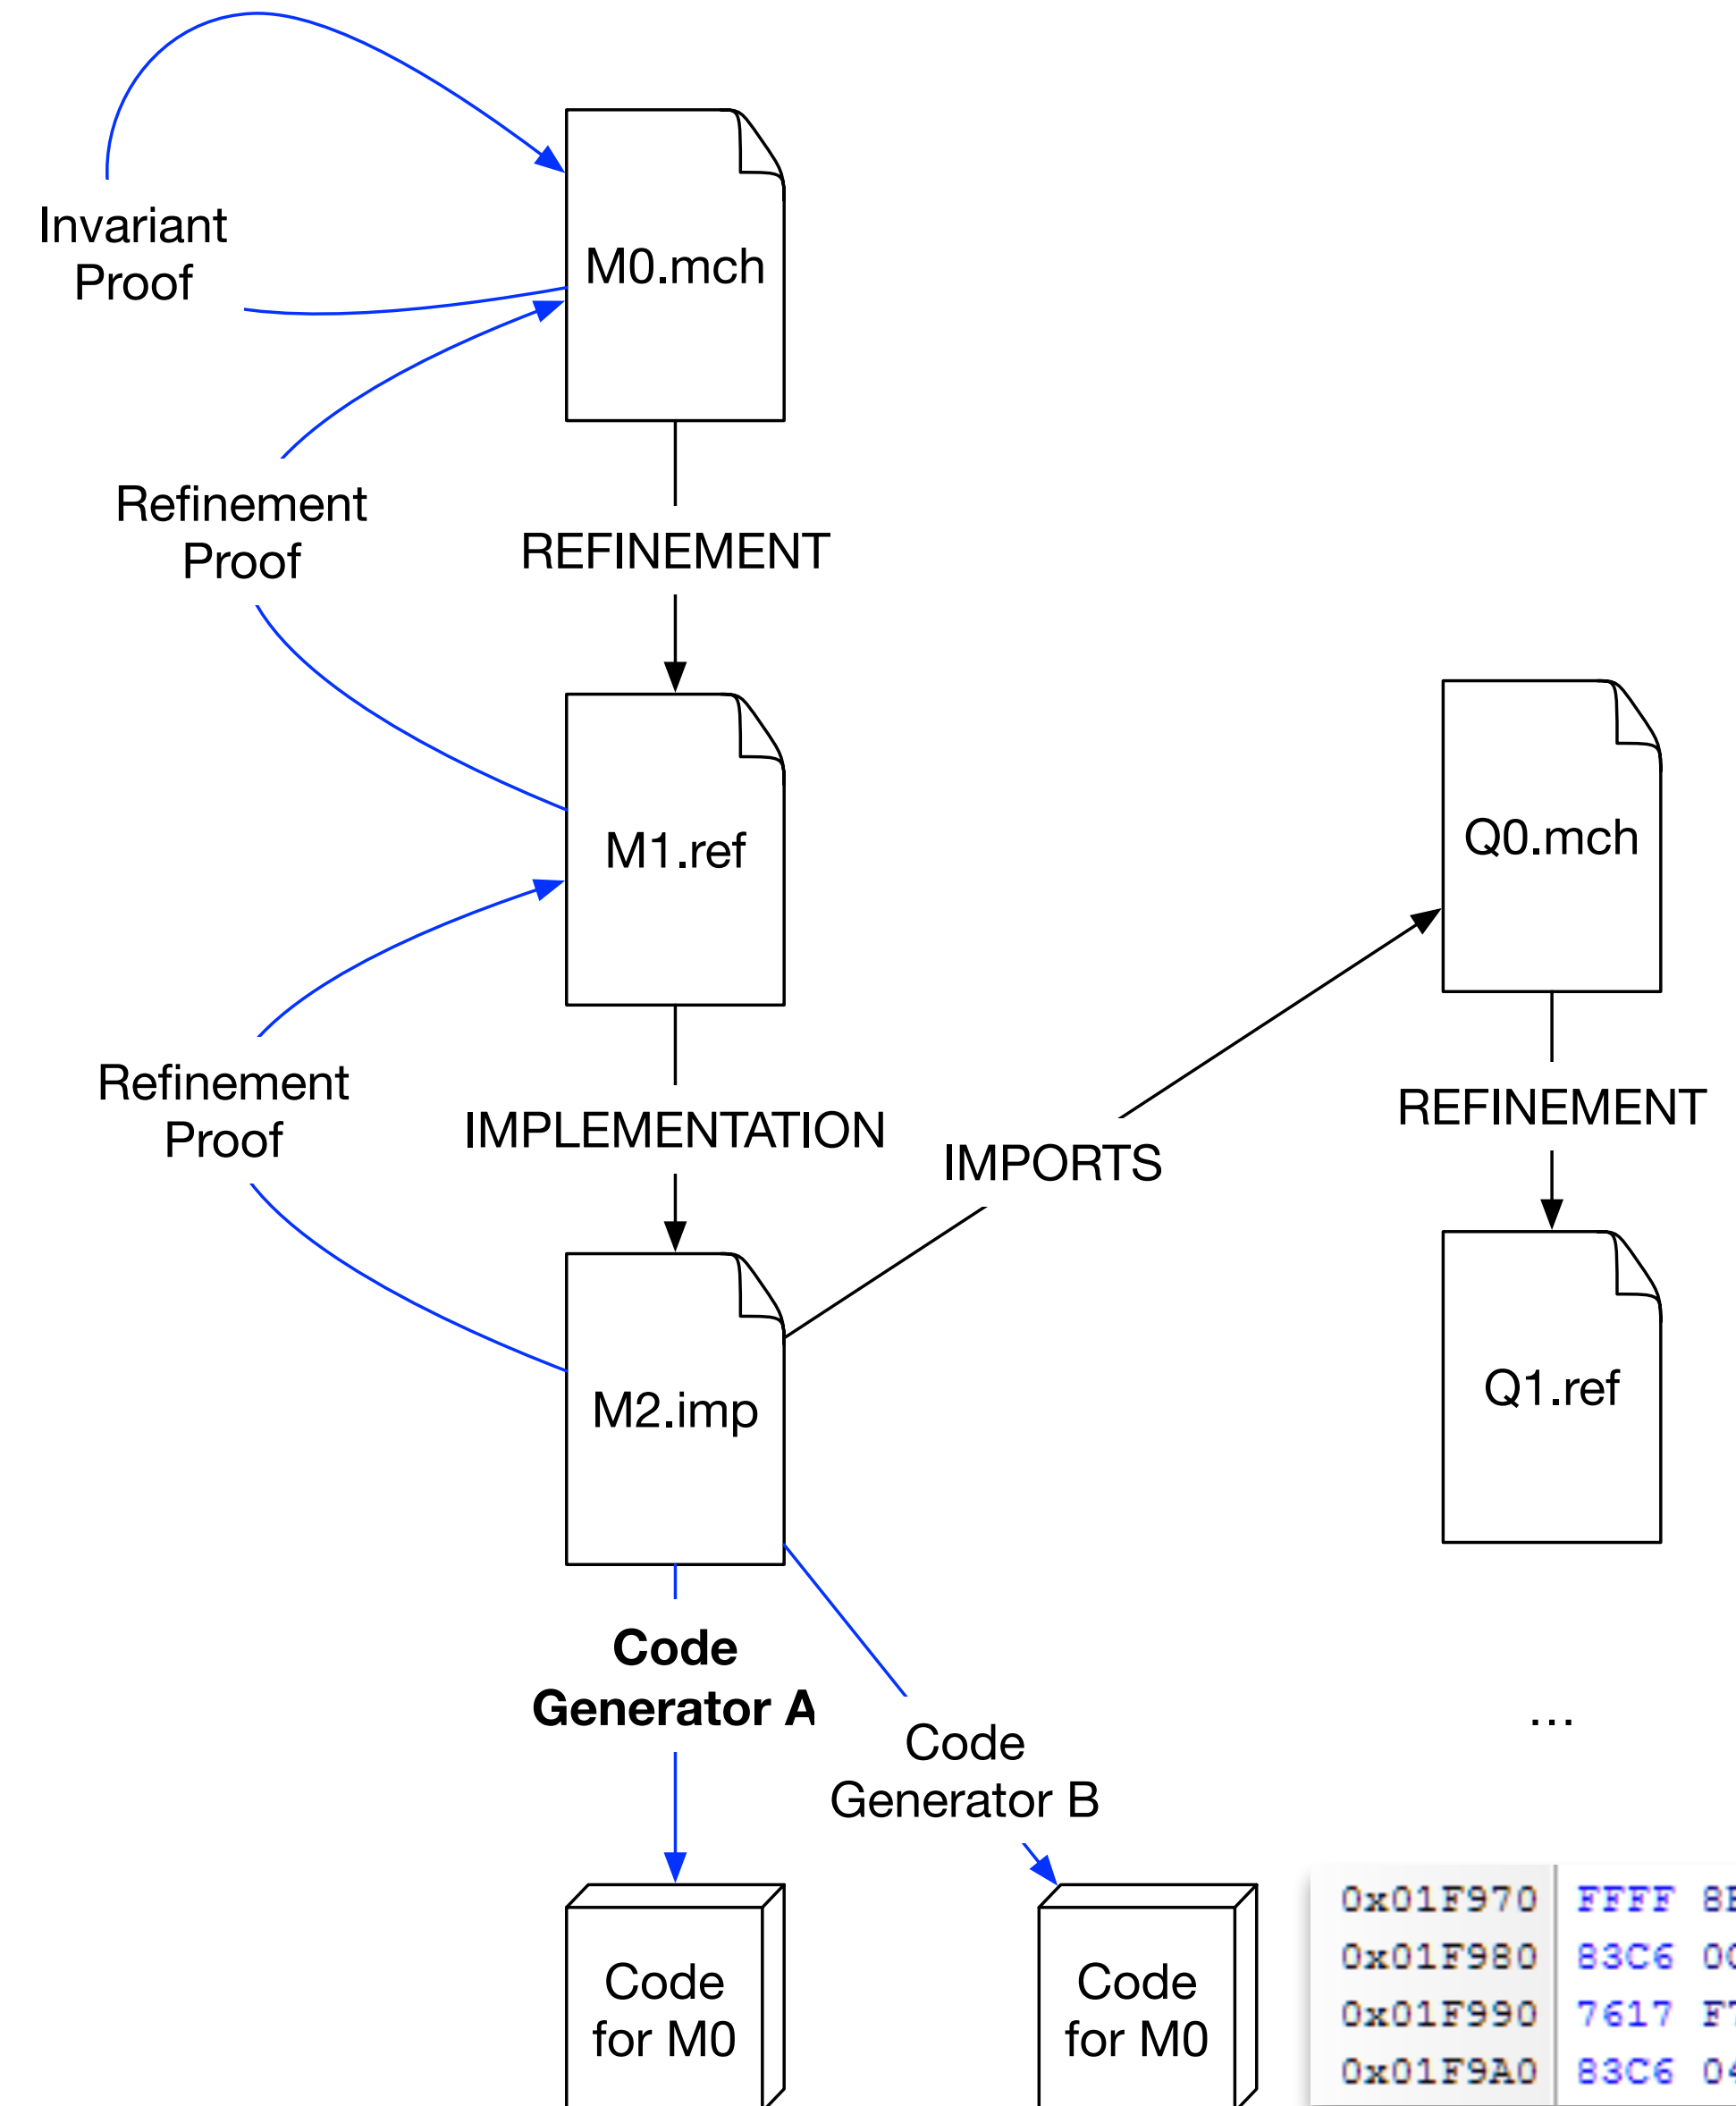 M0.mch
Invariant
Proof
Refinement
Proof
REFINEMENT
M1.ref
Q0.mch
Refinement
Proof
IMPLEMENTATION
IMPORTS
REFINEMENT
M2.imp
Q1.ref
Code
Generator A
Code
Generator B
...
Code
for M0
Code
for M0
0x01F970 FFFF
0x01F980 83C6
0x01F990 7617
0x01F9A0 83C6